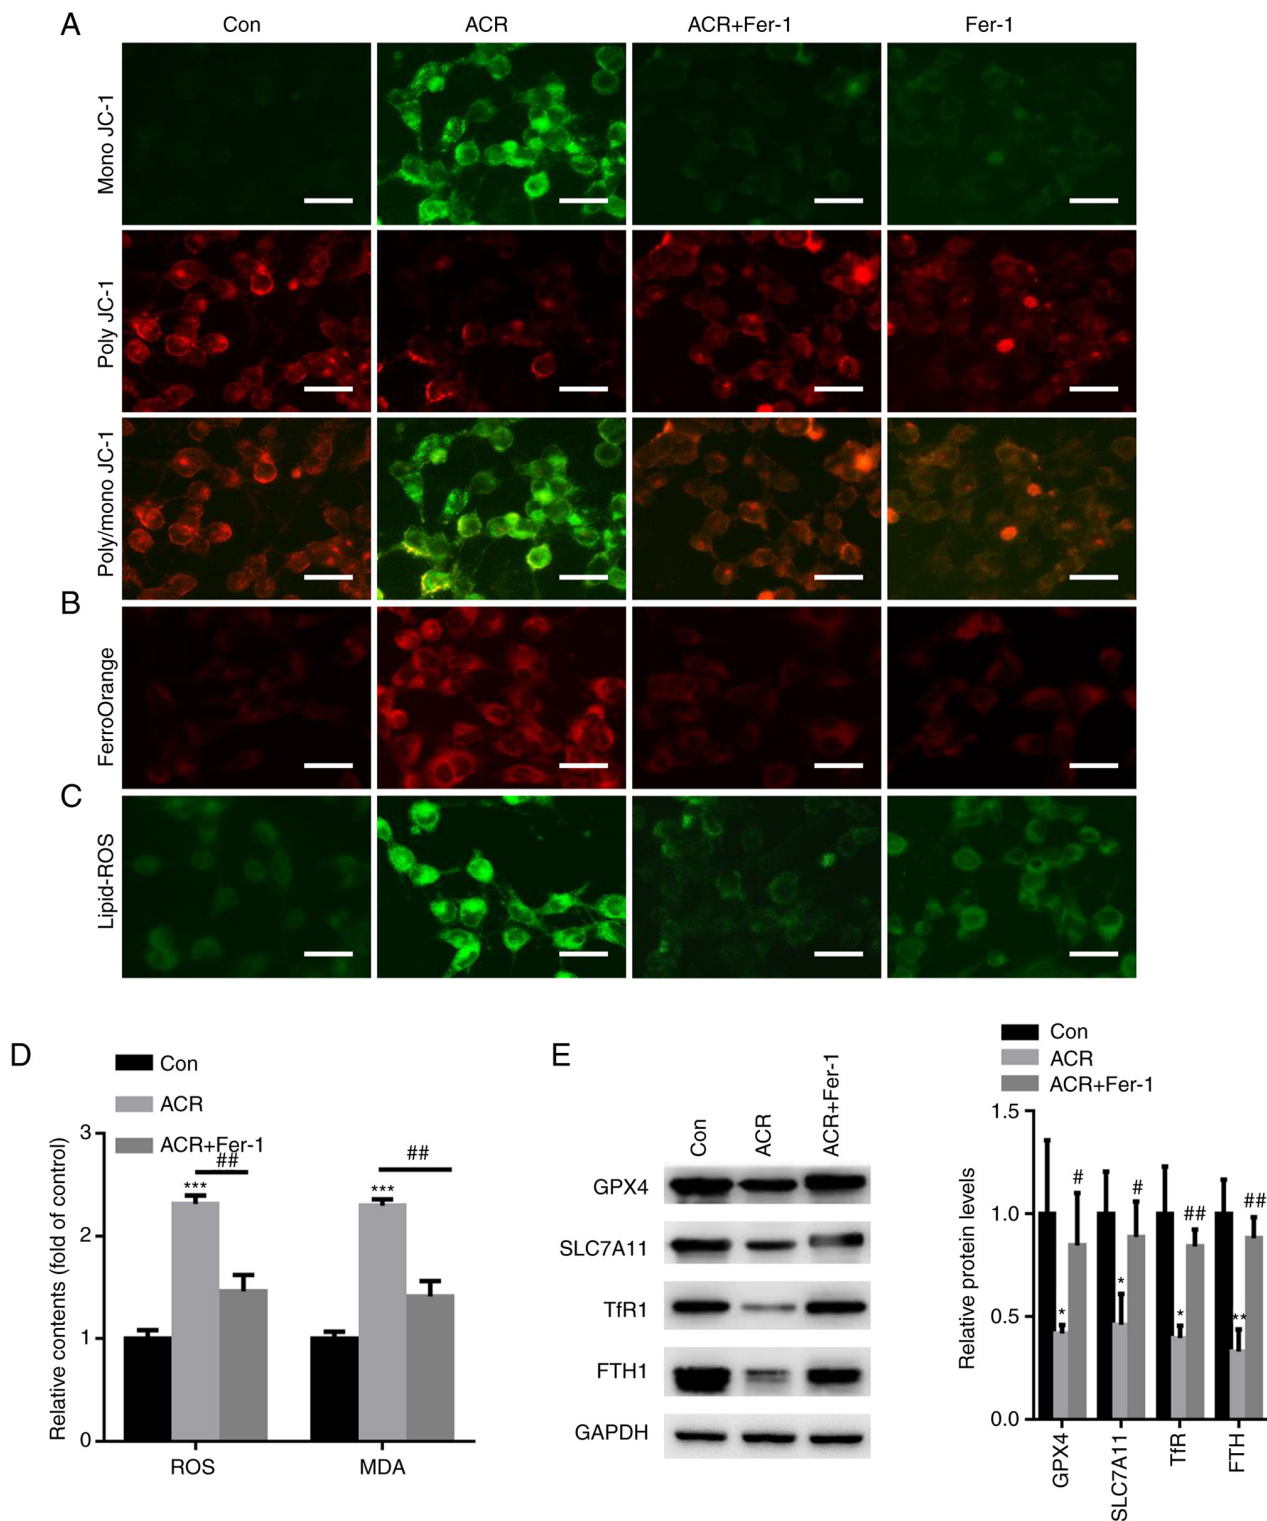 A
Con
ACR
ACR+Fer-1
Fer-1
Mono JC-1
Poly JC-1
Poly/mono JC-1
B
FerroOrange
C
Lipid-ROS
D
Con
ACR
ACR+Fer-1
Relative contents (fold of control)
3
2
1
0
***
##
***
##
ROS
MDA
E
Con
ACR
ACR+Fer-1
GPX4
SLC7A11
TfR1
FTH1
GAPDH
Con
ACR
ACR+Fer-1
Relative protein levels
1.5
1.0
0.5
0.0
*
#
*
#
*
##
**
##
GPX4
SLC7A11
TfR
FTH